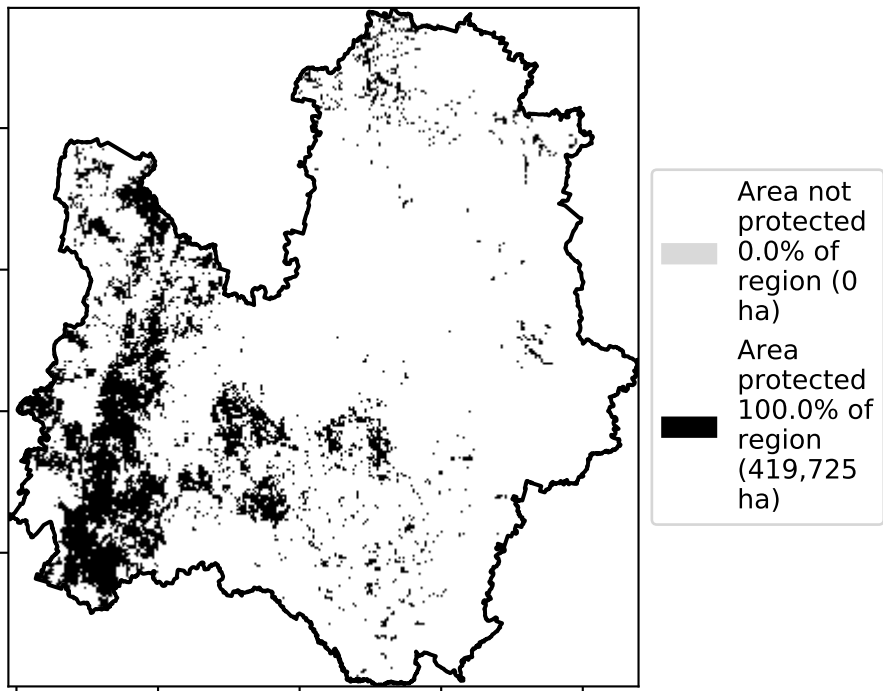 Area not
protected
0.0% of
region (0
ha)
Area
protected
100.0% of
region
(419,725
ha)